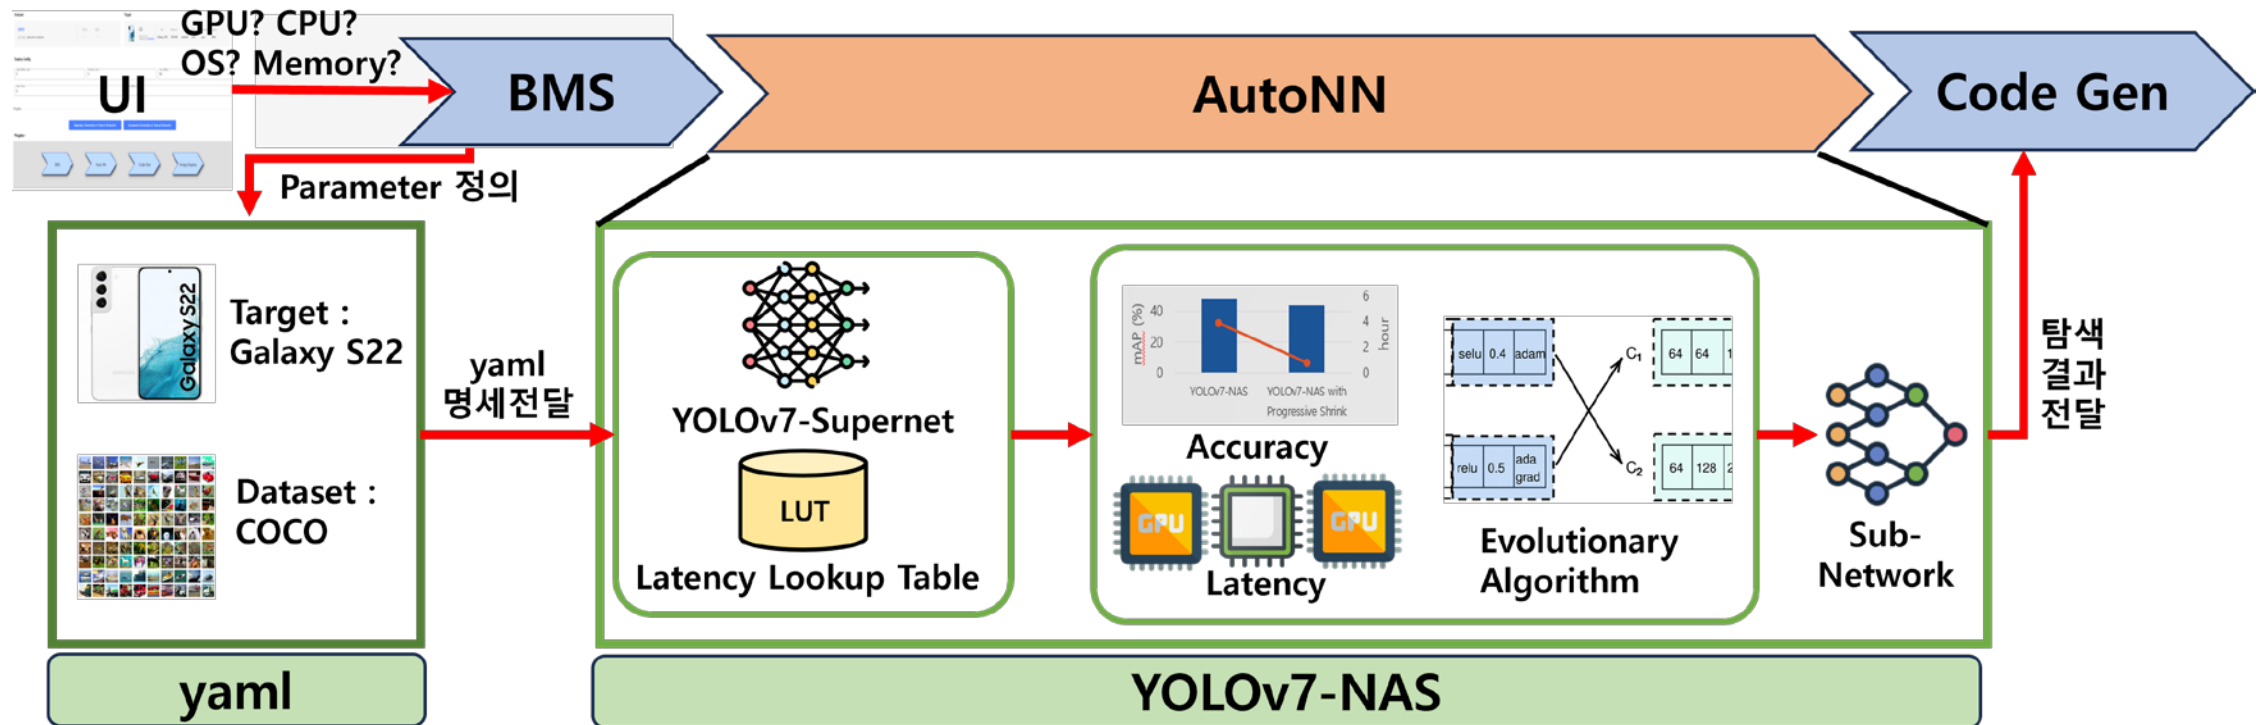 GPU? CPU?
OS? Memory?
UI
BMS
AutoNN
Code Gen
Parameter 정의
Galaxy S22
Target :
Galaxy S22
Dataset :
COCO
yaml
yaml
명세전달
YOLOv7-Supernet
LUT
Latency Lookup Table
mAP (%)
40
20
0
6
4
2
0
hour
YOLOv7-NAS
YOLOv7-NAS with
Progressive Shrink
Accuracy
GPU
GPU
Latency
selu 0.4 adam
relu 0.5 ada
grad
C1
C2
64 64 1
64 128 2
Evolutionary
Algorithm
Sub-
Network
탐색
결과
전달
YOLOv7-NAS